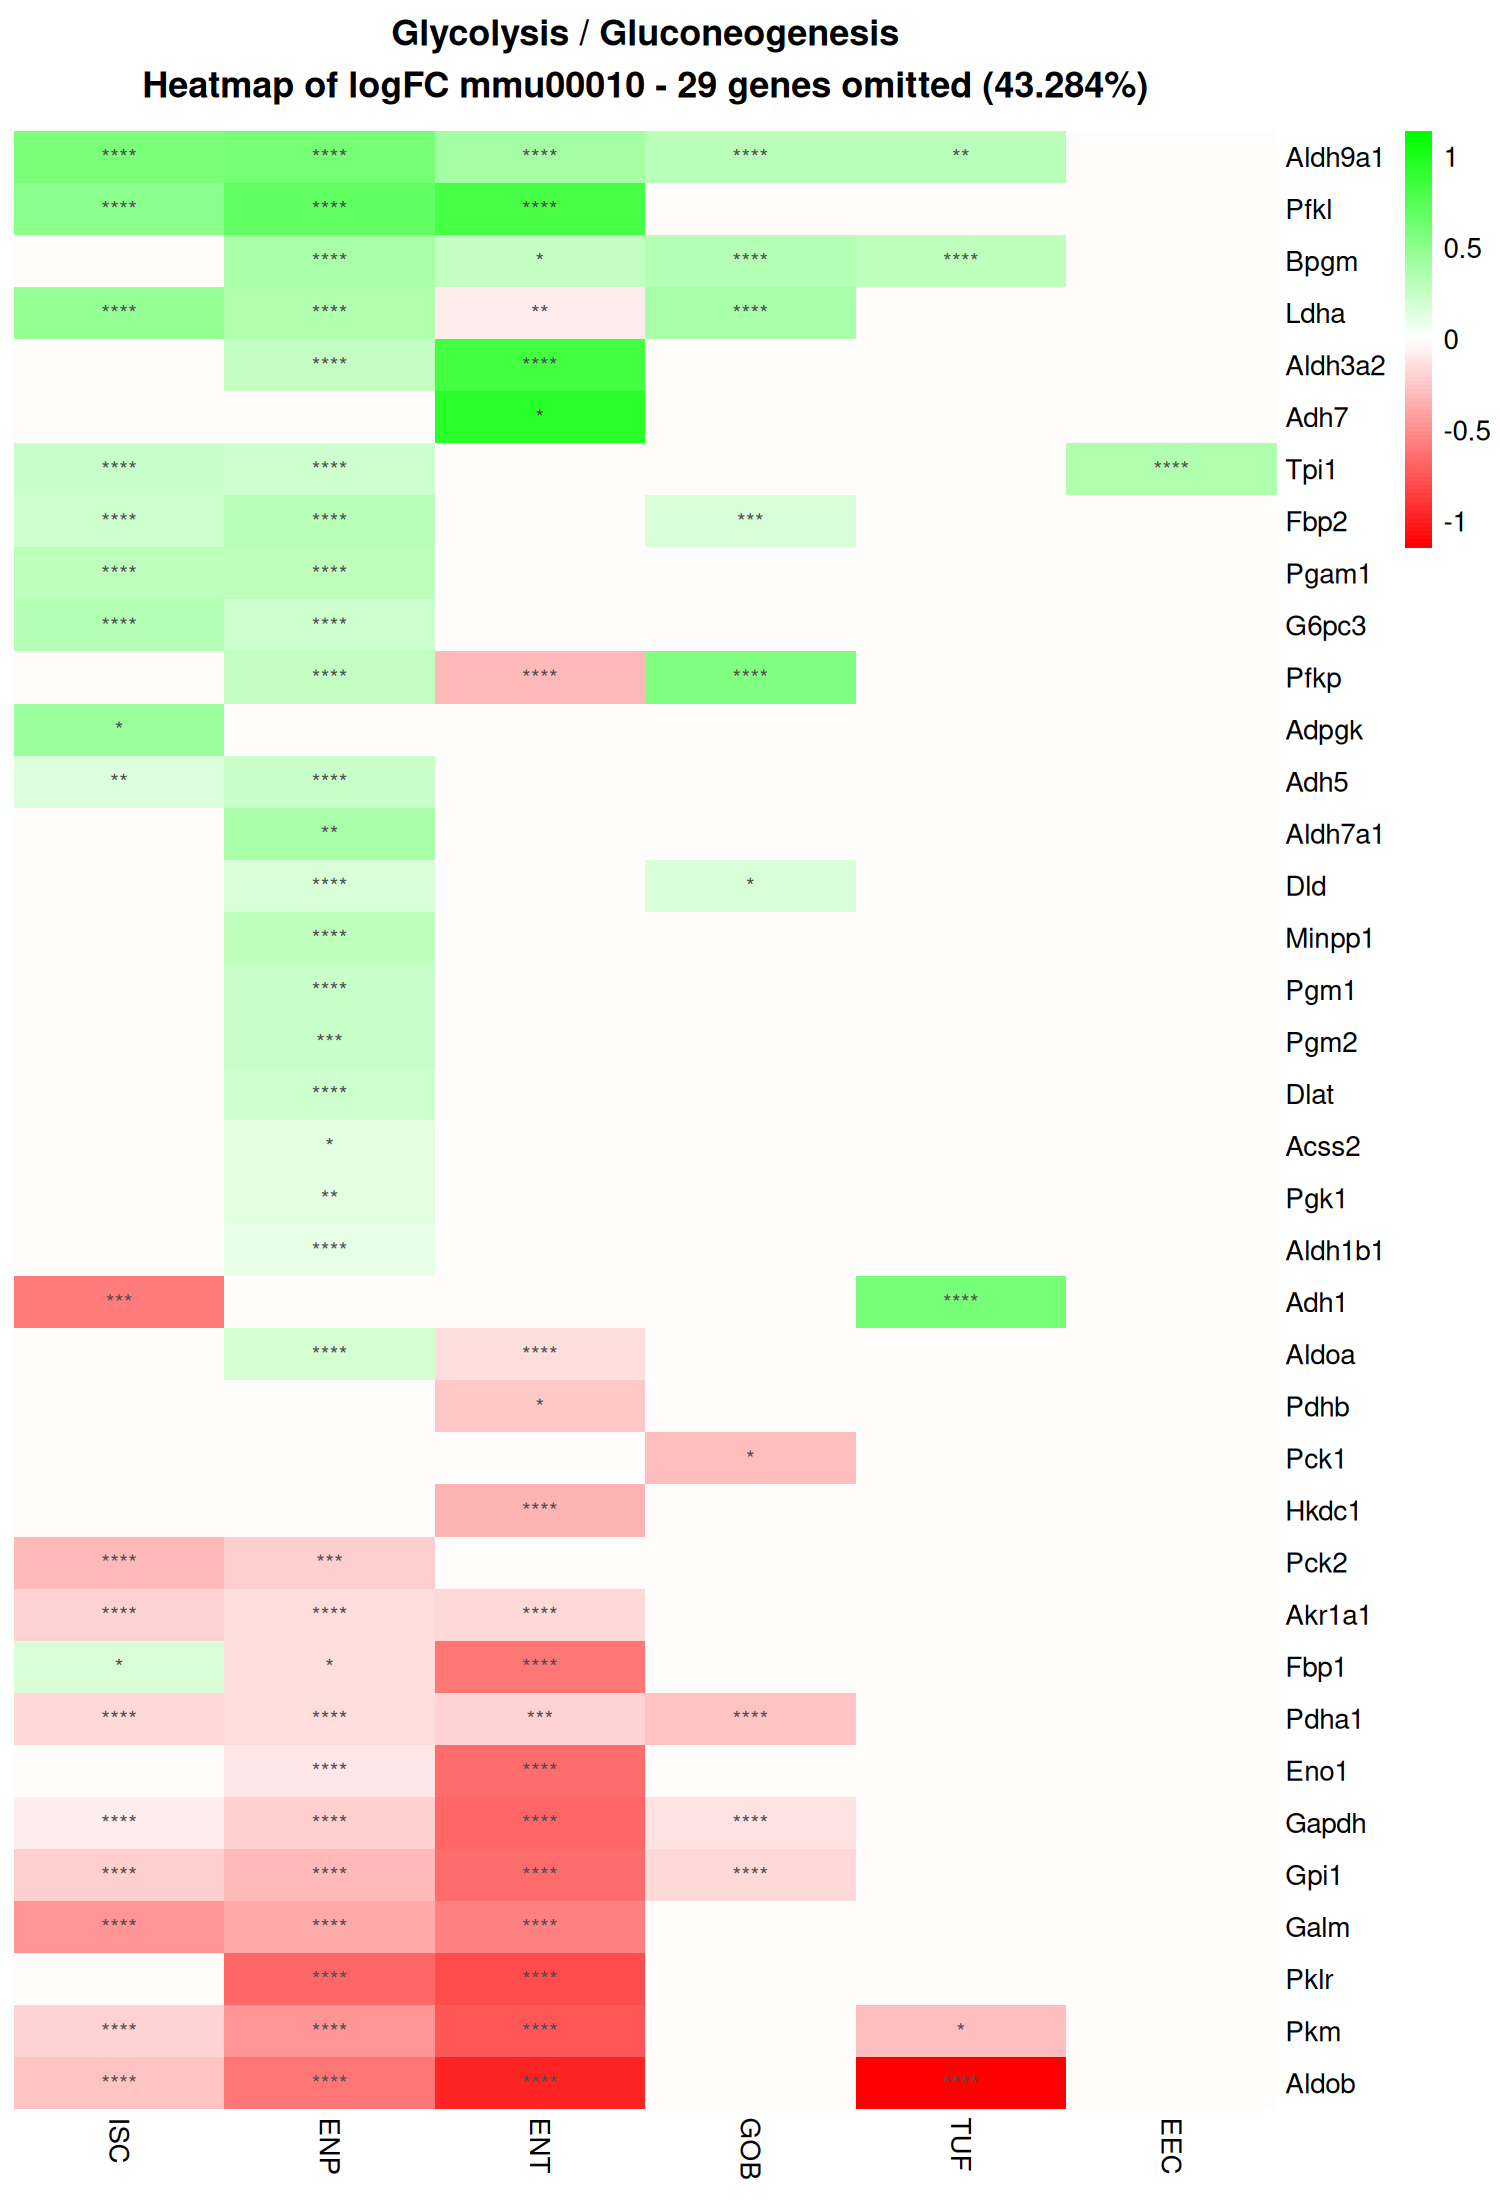 Glycolysis / Gluconeogenesis
Heatmap of logFC mmu00010 - 29 genes omitted (43.284%)
**** **** **** **** ** Aldh9a1
**** **** **** Pfkl
**** * **** **** Bpgm
**** **** ** **** Ldha
**** **** Aldh3a2
* Adh7
**** **** **** Tpi1
**** **** *** Fbp2
**** **** Pgam1
**** **** G6pc3
**** **** **** Pfkp
* Adpgk
** **** Adh5
** Aldh7a1
**** * Dld
**** Minpp1
**** Pgm1
*** Pgm2
**** Dlat
* Acss2
** Pgk1
**** Aldh1b1
*** **** Adh1
**** **** Aldoa
* Pdhb
* Pck1
**** Hkdc1
**** *** Pck2
**** **** **** Akr1a1
* * **** Fbp1
**** **** *** **** Pdha1
**** **** Eno1
**** **** **** **** Gapdh
**** **** **** **** Gpi1
**** **** **** Galm
**** **** Pklr
**** **** **** * Pkm
**** **** **** **** Aldob
ISC ENP ENT GOB TUF EEC
1
0.5
0
-0.5
-1